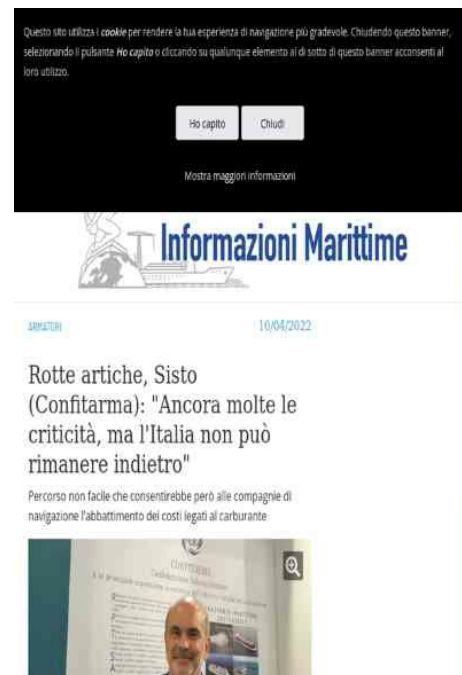 Questo sito utilizza i cookie per rendere la tua esperienza di navigazione più gradevole. Chiudendo questo banner,
selezionando il pulsante Ho capito o cliccando su qualunque elemento al di sotto di questo banner acconsenti al
loro utilizzo.
Ho capito
Chiudi
Mostra maggiori informazioni
Informazioni Marittime
ARMATORI
10/04/2022
Rotte artiche, Sisto
(Confitarma): "Ancora molte le
criticità, ma l'Italia non può
rimanere indietro"
Percorso non facile che consentirebbe però alle compagnie di
navigazione l'abbattimento dei costi legati al carburante
CONFITARMA